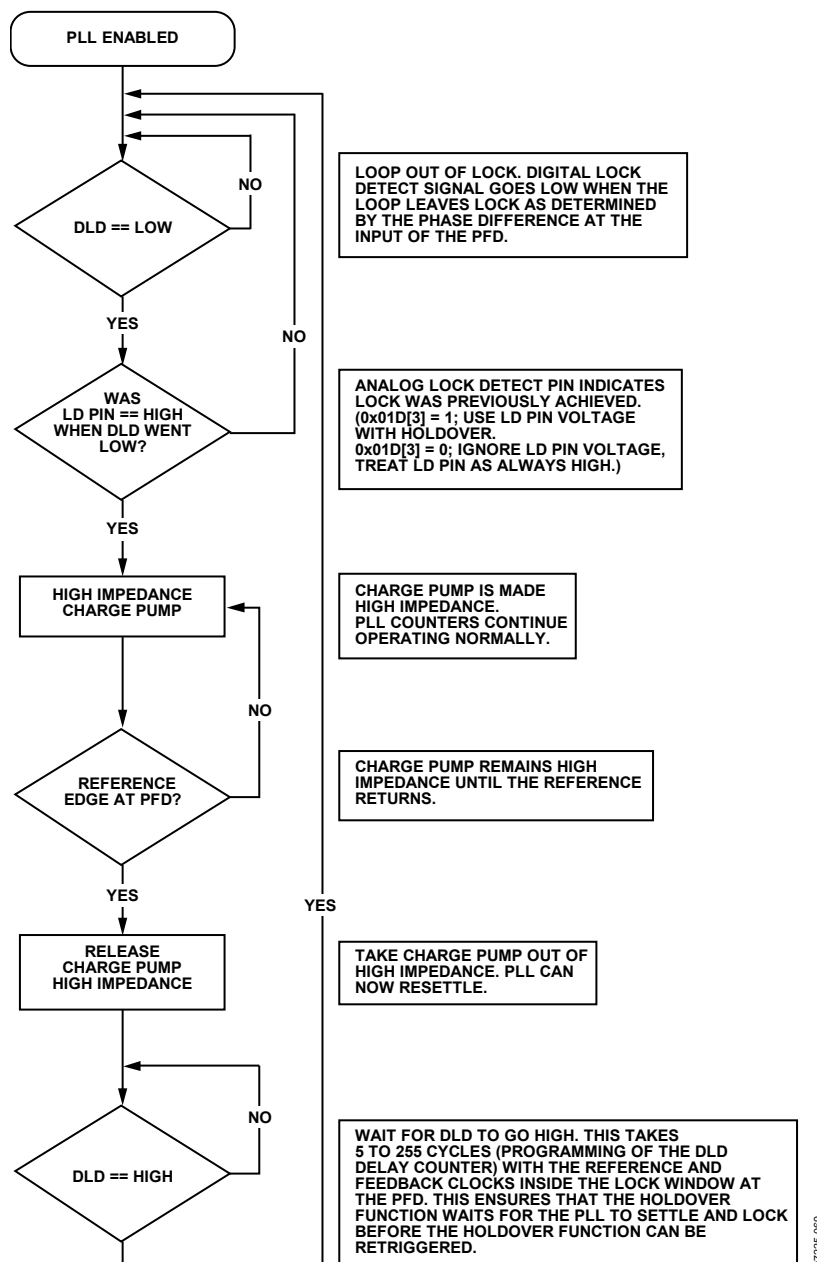 PLL ENABLED
NO
DLD == LOW
LOOP OUT OF LOCK. DIGITAL LOCK
DETECT SIGNAL GOES LOW WHEN THE
LOOP LEAVES LOCK AS DETERMINED
BY THE PHASE DIFFERENCE AT THE
INPUT OF THE PFD.
YES
NO
WAS
LD PIN == HIGH
WHEN DLD WENT
LOW?
ANALOG LOCK DETECT PIN INDICATES
LOCK WAS PREVIOUSLY ACHIEVED.
(0x01D[3] = 1; USE LD PIN VOLTAGE
WITH HOLDOVER.
0x01D[3] = 0; IGNORE LD PIN VOLTAGE,
TREAT LD PIN AS ALWAYS HIGH.)
YES
HIGH IMPEDANCE
CHARGE PUMP
CHARGE PUMP IS MADE
HIGH IMPEDANCE.
PLL COUNTERS CONTINUE
OPERATING NORMALLY.
NO
REFERENCE
EDGE AT PFD?
CHARGE PUMP REMAINS HIGH
IMPEDANCE UNTIL THE REFERENCE
RETURNS.
YES
YES
RELEASE
CHARGE PUMP
HIGH IMPEDANCE
TAKE CHARGE PUMP OUT OF
HIGH IMPEDANCE. PLL CAN
NOW RESETTLE.
NO
DLD == HIGH
WAIT FOR DLD TO GO HIGH. THIS TAKES
5 TO 255 CYCLES (PROGRAMMING OF THE DLD
DELAY COUNTER) WITH THE REFERENCE AND
FEEDBACK CLOCKS INSIDE THE LOCK WINDOW AT
THE PFD. THIS ENSURES THAT THE HOLDOVER
FUNCTION WAITS FOR THE PLL TO SETTLE AND LOCK
BEFORE THE HOLDOVER FUNCTION CAN BE
RETRIGGERED.